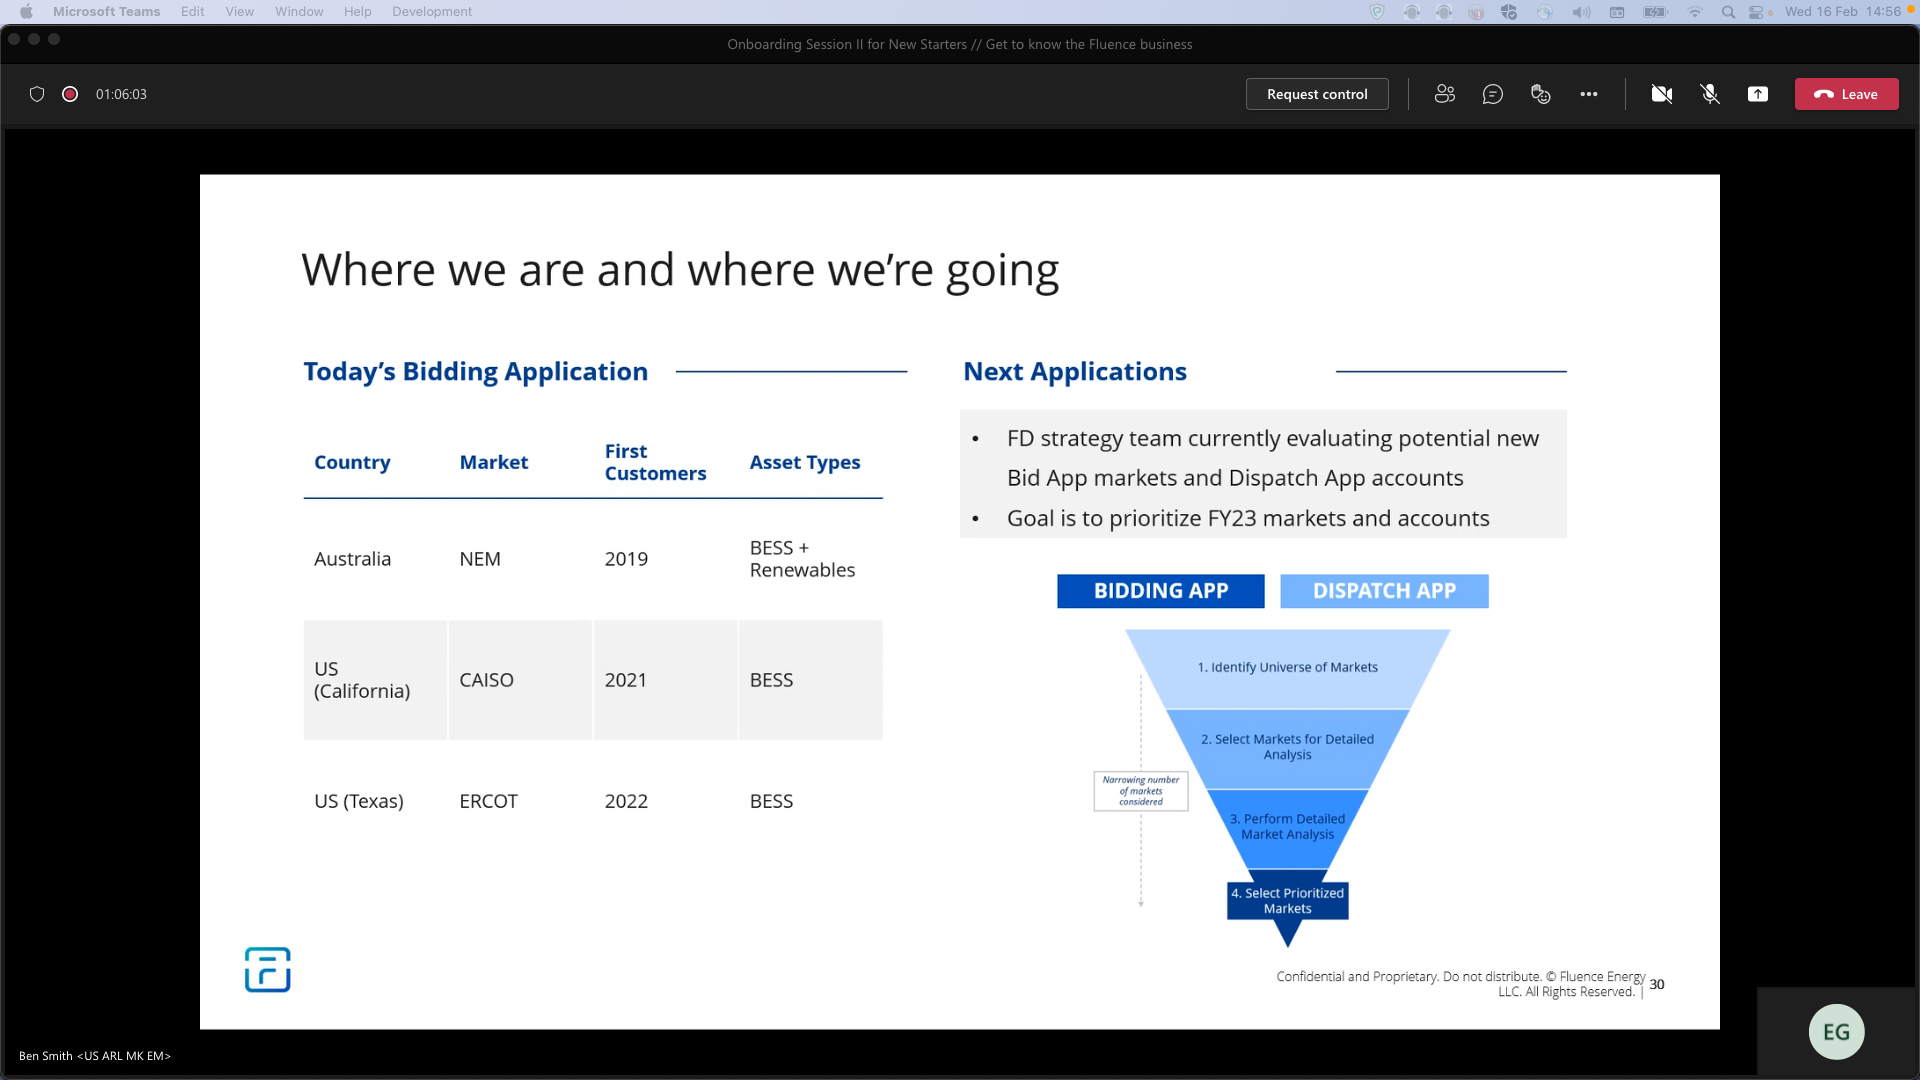 Microsoft Teams Edit View Window Help Development Wed 16 Feb 14:56
Onboarding Session II for New Starters // Get to know the Fluence business
01:06:03 Request control Leave
Where we are and where we're going
Today's Bidding Application
Country Market First
Customers Asset Types
Australia NEM 2019 BESS +
Renewables
US
(California) CAISO 2021 BESS
US (Texas) ERCOT 2022 BESS
Next Applications
• FD strategy team currently evaluating potential new
Bid App markets and Dispatch App accounts
• Goal is to prioritize FY23 markets and accounts
BIDDING APP DISPATCH APP
1. Identify Universe of Markets
2. Select Markets for Detailed
Analysis
Narrowing number
of markets
considered
3. Perform Detailed
Market Analysis
4. Select Prioritized
Markets
Confidential and Proprietary. Do not distribute. © Fluence Energy
LLC. All Rights Reserved. | 30
EG
Ben Smith <US ARL MK EM>